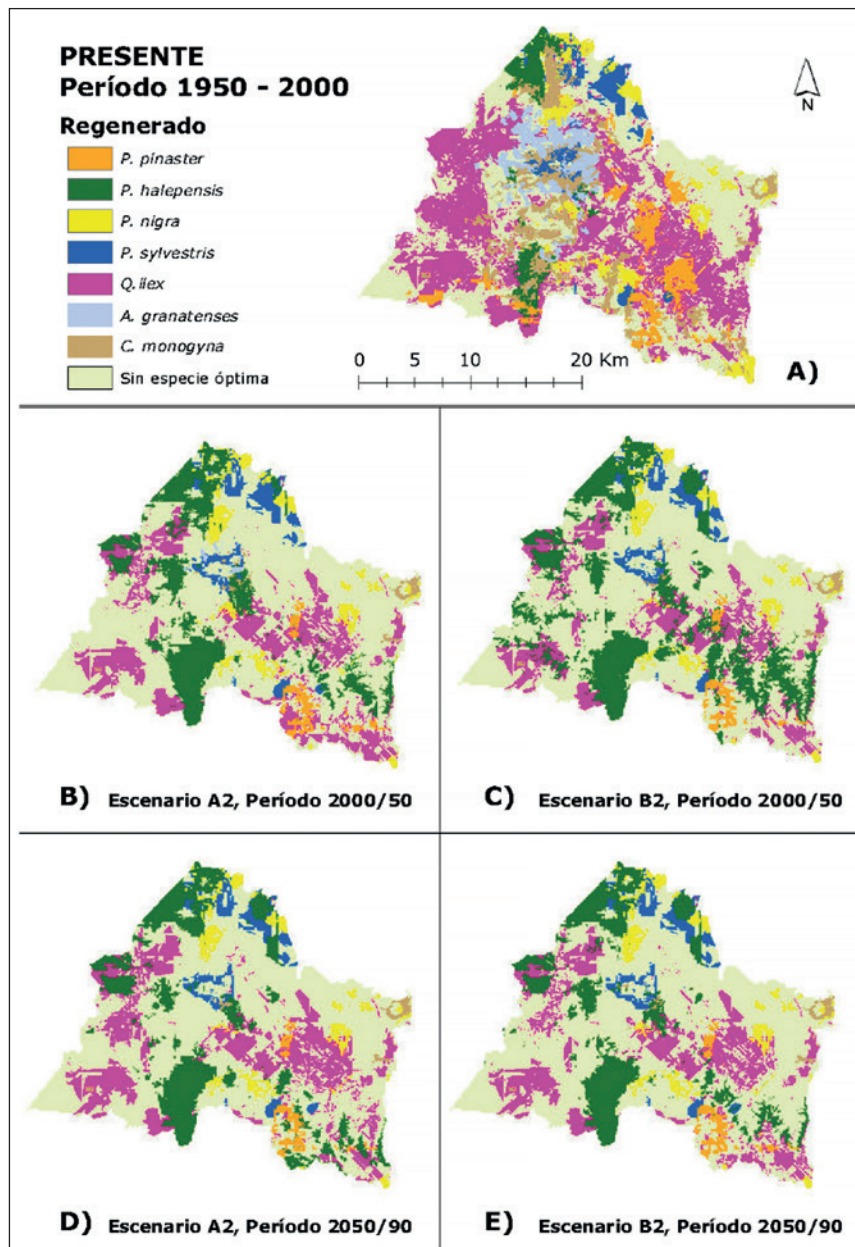 PRESENTE
Período 1950 - 2000
Regenerado
P. pinaster
P. halepensis
P. nigra
P. sylvestris
Q. ilex
A. granatenses
C. monogyna
Sin especie óptima
N
0 5 10 20 Km
A)
B) Escenario A2, Período 2000/50
C) Escenario B2, Período 2000/50
D) Escenario A2, Período 2050/90
E) Escenario B2, Período 2050/90